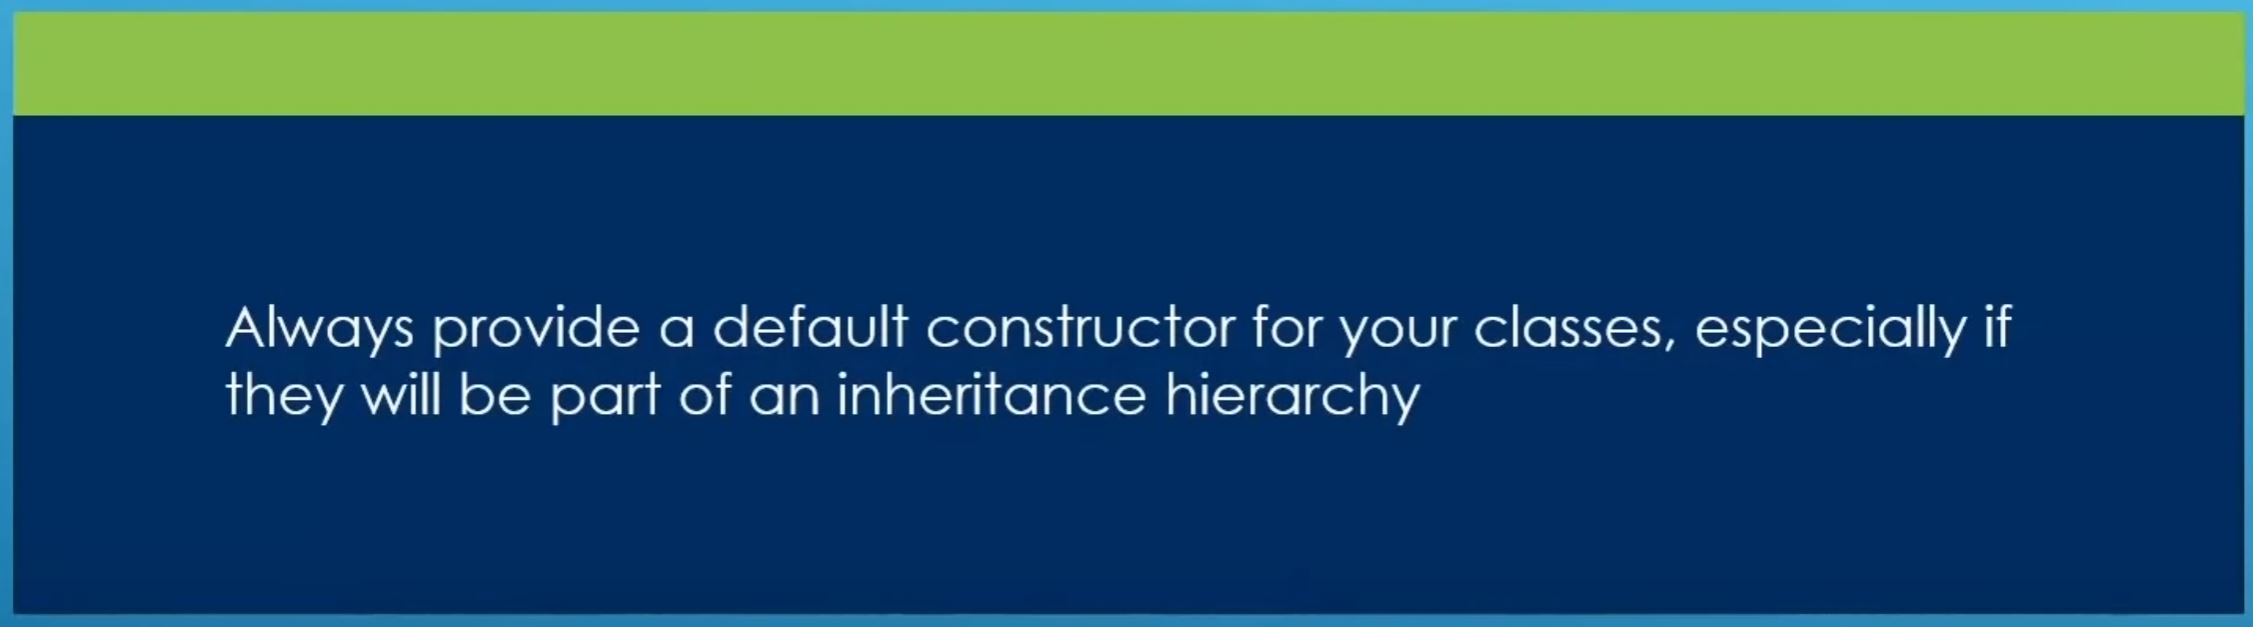 Always provide a default constructor for your classes, especially if
they will be part of an inheritance hierarchy